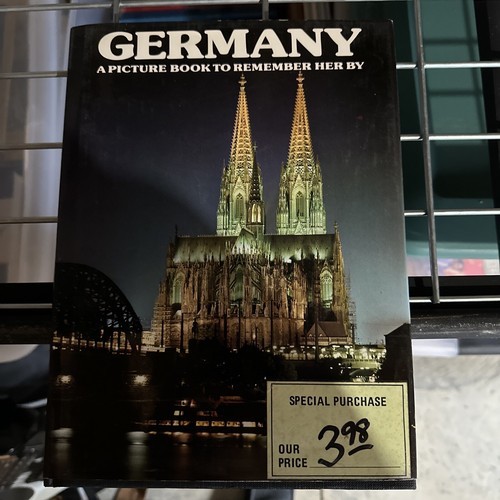 GERMANY
A PICTURE BOOK TO REMEMBER HER BY
SPECIAL PURCHASE
OUR
PRICE 3.98